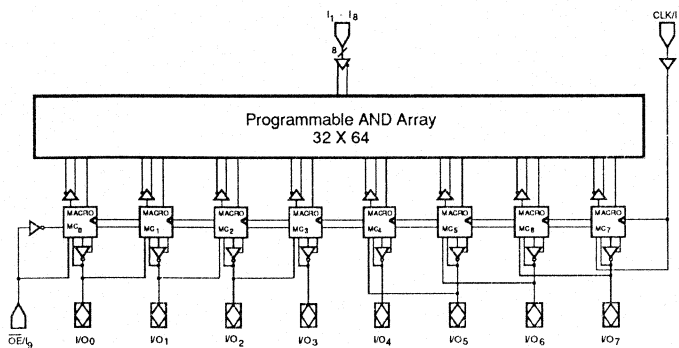 I1 - I8
CLK/I
8
Programmable AND Array
32 X 64
MACRO MACRO MACRO MACRO MACRO MACRO MACRO MACRO
MC0 MC1 MC2 MC3 MC4 MC5 MC6 MC7
OE/I9 I/O0 I/O1 I/O2 I/O3 I/O4 I/O5 I/O6 I/O7